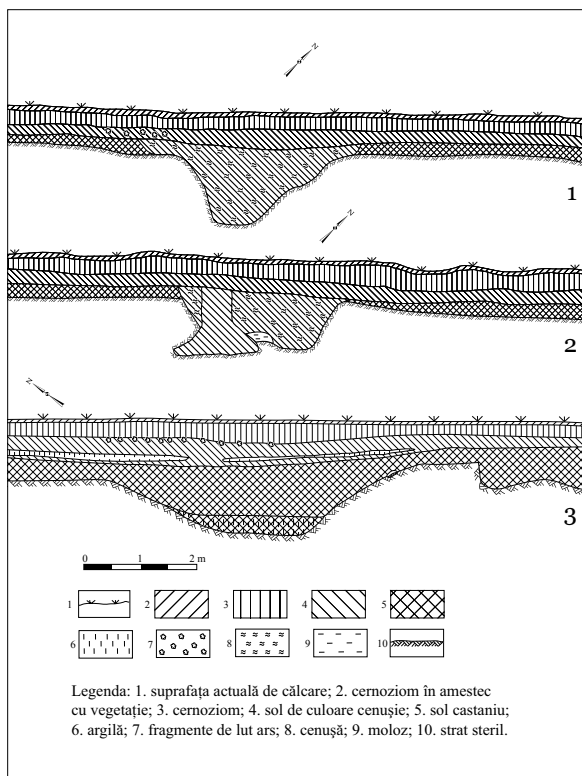 N
1
N
2
N
3
0 1 2 m
1 2 3 4 5
6 7 8 9 10
Legenda: 1. suprafața actuală de călcare; 2. cernoziom în amestec
cu vegetație; 3. cernoziom; 4. sol de culoare cenușie; 5. sol castaniu;
6. argilă; 7. fragmente de lut ars; 8. cenușă; 9. moloz; 10. strat steril.